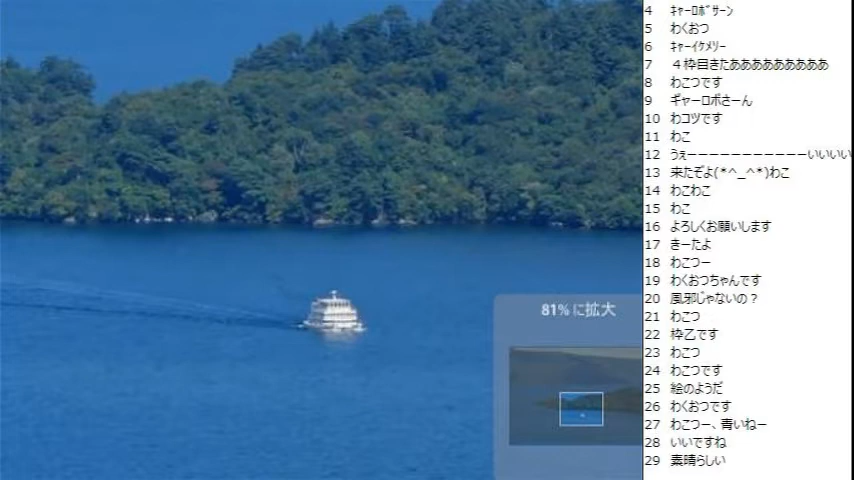 81% に拡大
4 ｷｬｰﾛﾎﾞｻｰﾝ
5 わくおつ
6 ｷｬｰｲｹﾒﾘｰ
7 ４枠目きたあああああああああ
8 わこつです
9 ギャーロボさーん
10 わコツです
11 わこ
12 うぇーーーーーーーーーーーいいいい
13 来たぞよ(*^_^*)わこ
14 わこわこ
15 わこ
16 よろしくお願いします
17 きーたよ
18 わこつー
19 わくおつちゃんです
20 風邪じゃないの？
21 わこつ
22 枠乙です
23 わこつ
24 わこつです
25 絵のようだ
26 わくおつです
27 わこつー、青いねー
28 いいですね
29 素晴らしい